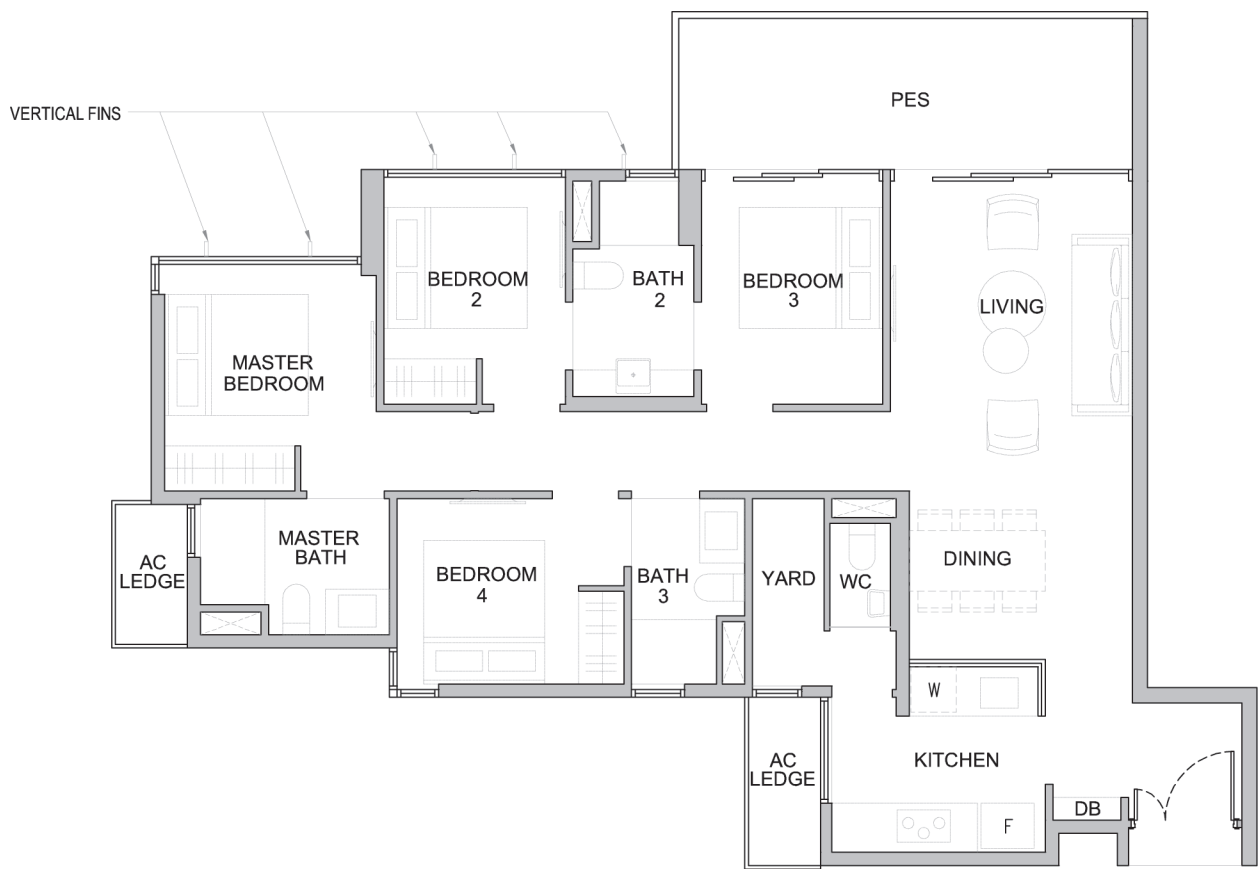 PES
VERTICAL FINS
BEDROOM
2
BATH
2
BEDROOM
3
LIVING
MASTER
BEDROOM
MASTER
BATH
AC
LEDGE
BEDROOM
4
BATH
3
YARD
WC
DINING
W
AC
LEDGE
KITCHEN
F
DB